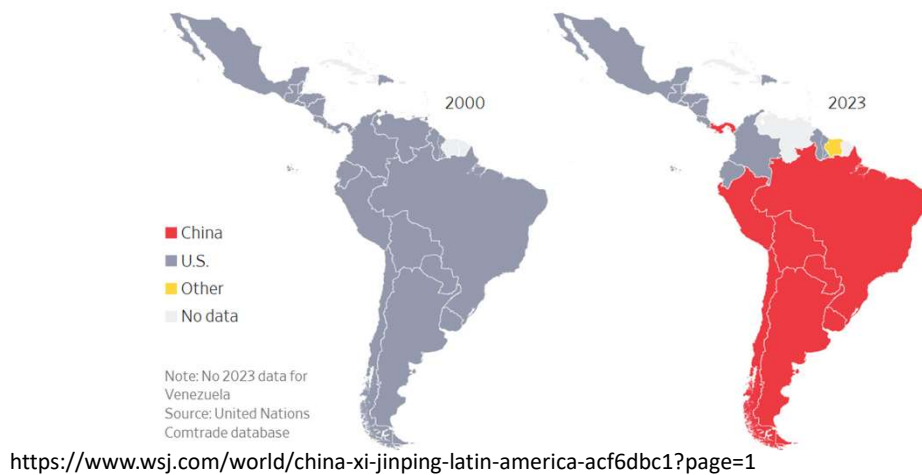 2000
2023
China
U.S.
Other
No data
Note: No 2023 data for
Venezuela
Source: United Nations
Comtrade database
https://www.wsj.com/world/china-xi-jinping-latin-america-acf6dbc1?page=1